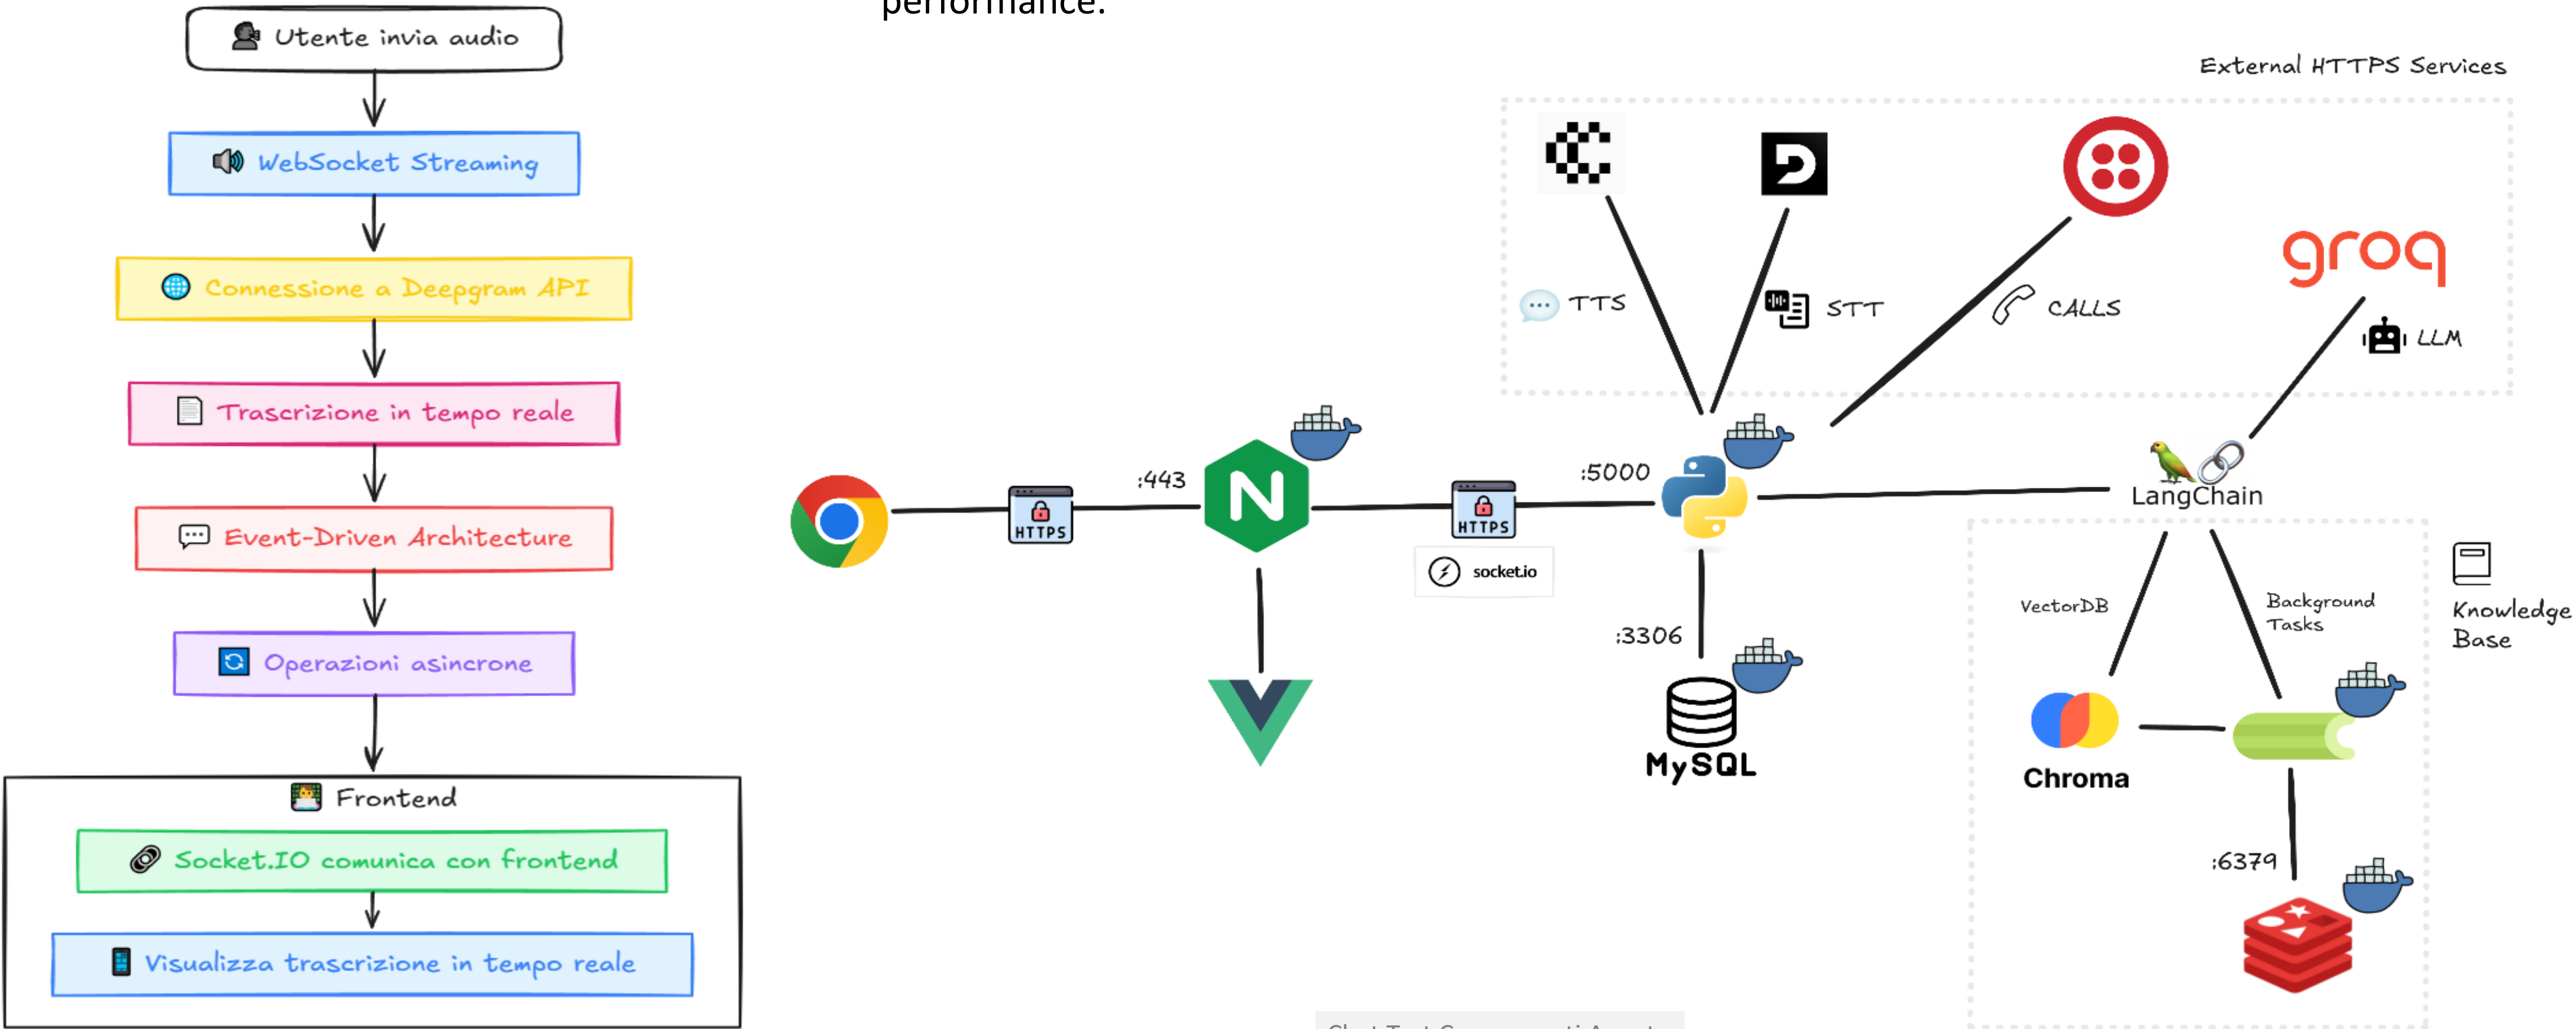 performance.
Utente invia audio
WebSocket Streaming
Connessione a Deepgram API
Trascrizione in tempo reale
Event-Driven Architecture
Operazioni asincrone
Frontend
Socket.IO comunica con frontend
Visualizza trascrizione in tempo reale
External HTTPS Services
groq
TTS
STT
CALLS
LLM
:443
HTTPS
N
:5000
HTTPS
socket.io
LangChain
:3306
MySQL
VectorDB
Background
Tasks
Knowledge
Base
Chroma
:6379